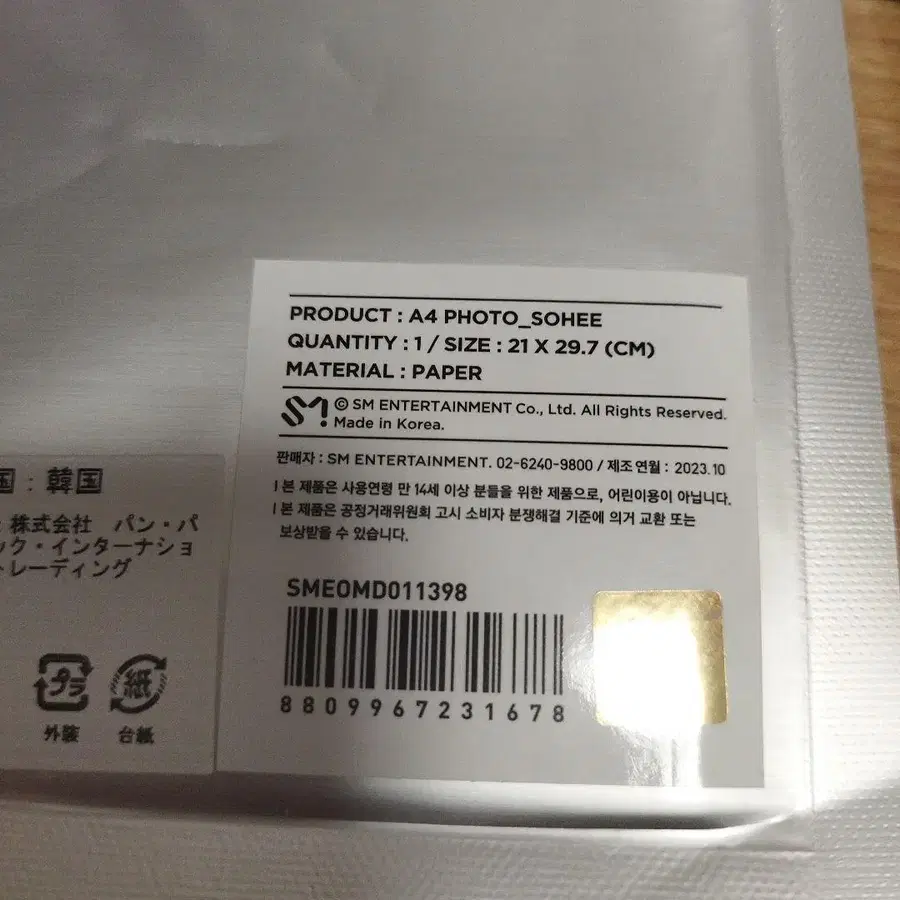 PRODUCT : A4 PHOTO_SOHEE
QUANTITY : 1 / SIZE : 21 X 29.7 (CM)
MATERIAL : PAPER
SM ⓒ SM ENTERTAINMENT Co., Ltd. All Rights Reserved.
Made in Korea.
판매자 : SM ENTERTAINMENT. 02-6240-9800 / 제조 연월 : 2023.10
l 본 제품은 사용연령 만 14세 이상 분들을 위한 제품으로, 어린이용이 아닙니다.
l 본 제품은 공정거래위원회 고시 소비자 분쟁해결 기준에 의거 교환 또는
보상받을 수 있습니다.
SMEOMD011398
8809967231678
国 : 韓国
: 株式会社 パン・パ
ック・インターナショ
トレーディング
プラ 紙
外装 台紙